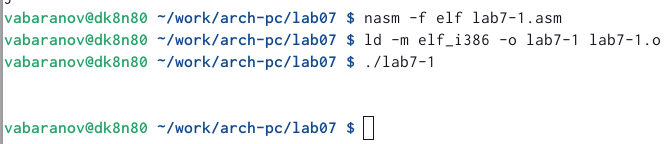 vabaranov@dk8n80 ~/work/arch-pc/lab07 $ nasm -f elf lab7-1.asm
vabaranov@dk8n80 ~/work/arch-pc/lab07 $ ld -m elf_i386 -o lab7-1 lab7-1.o
vabaranov@dk8n80 ~/work/arch-pc/lab07 $ ./lab7-1
vabaranov@dk8n80 ~/work/arch-pc/lab07 $